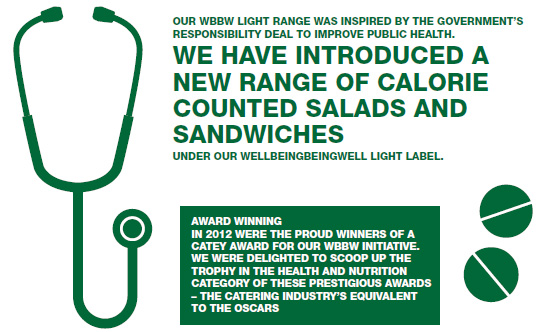 OUR WBBW LIGHT RANGE WAS INSPIRED BY THE GOVERNMENT'S
RESPONSIBILITY DEAL TO IMPROVE PUBLIC HEALTH.
WE HAVE INTRODUCED A
NEW RANGE OF CALORIE
COUNTED SALADS AND
SANDWICHES
UNDER OUR WELLBEINGBEINGWELL LIGHT LABEL.
AWARD WINNING
IN 2012 WERE THE PROUD WINNERS OF A
CATEY AWARD FOR OUR WBBW INITIATIVE.
WE WERE DELIGHTED TO SCOOP UP THE
TROPHY IN THE HEALTH AND NUTRITION
CATEGORY OF THESE PRESTIGIOUS AWARDS
– THE CATERING INDUSTRY'S EQUIVALENT
TO THE OSCARS